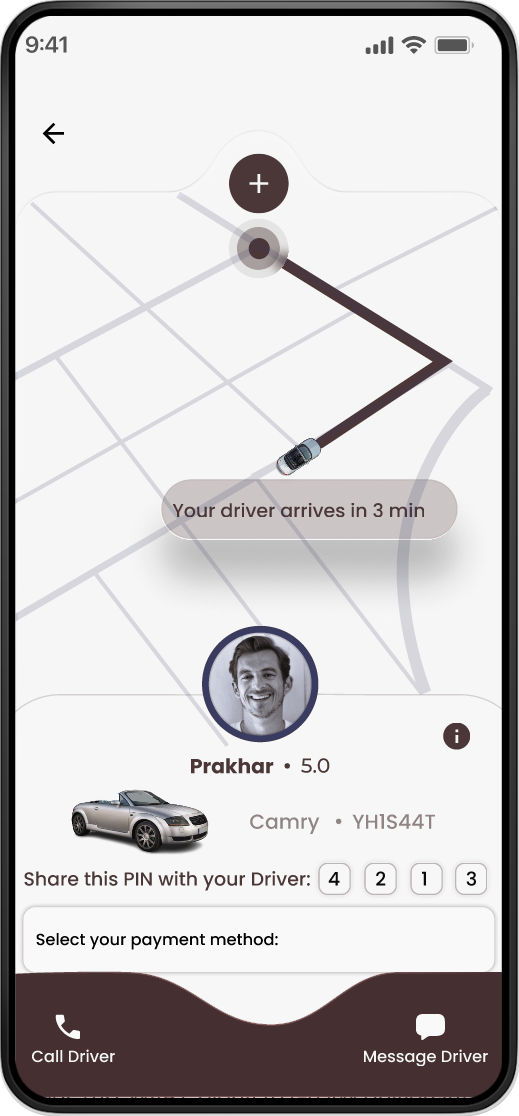 9:41
Your driver arrives in 3 min
Prakhar • 5.0
Camry • YH1S44T
Share this PIN with your Driver: 4 2 1 3
Select your payment method:
Call Driver Message Driver